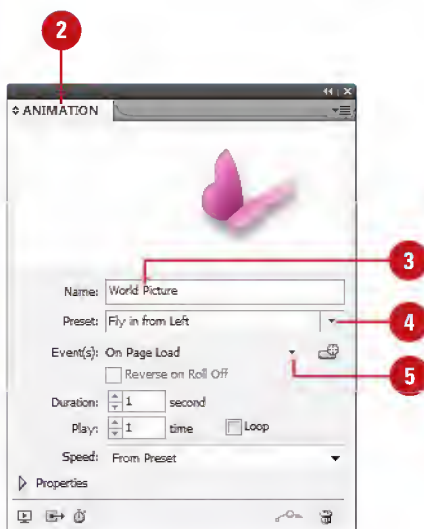 2
ANIMATION
3
Name: World Picture
4
Preset: Fly in from Left
Event(s): On Page Load
5
Reverse on Roll Off
Duration: 1 second
Play: 1 time Loop
Speed: From Preset
Properties